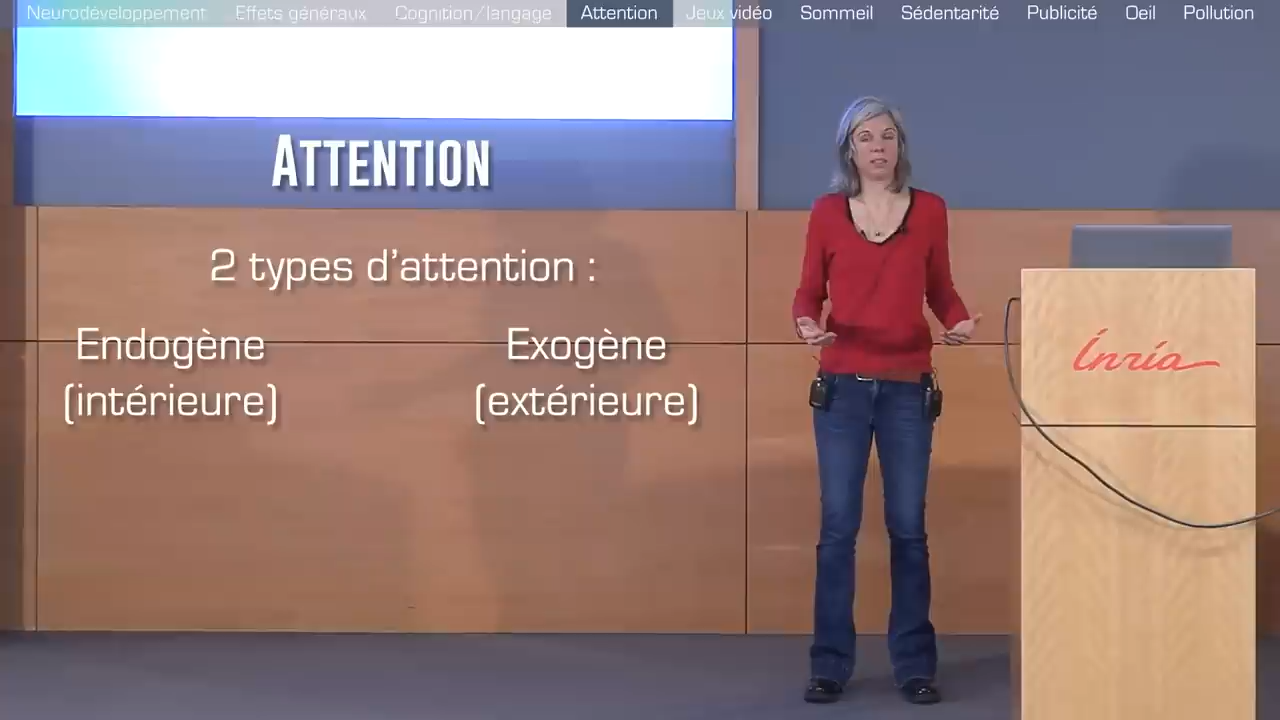 Neurodéveloppement Effets généraux Cognition/langage Attention Jeux vidéo Sommeil Sédentarité Publicité Oeil Pollution
ATTENTION
2 types d'attention :
Endogène
(intérieure)
Exogène
(extérieure)
Inria